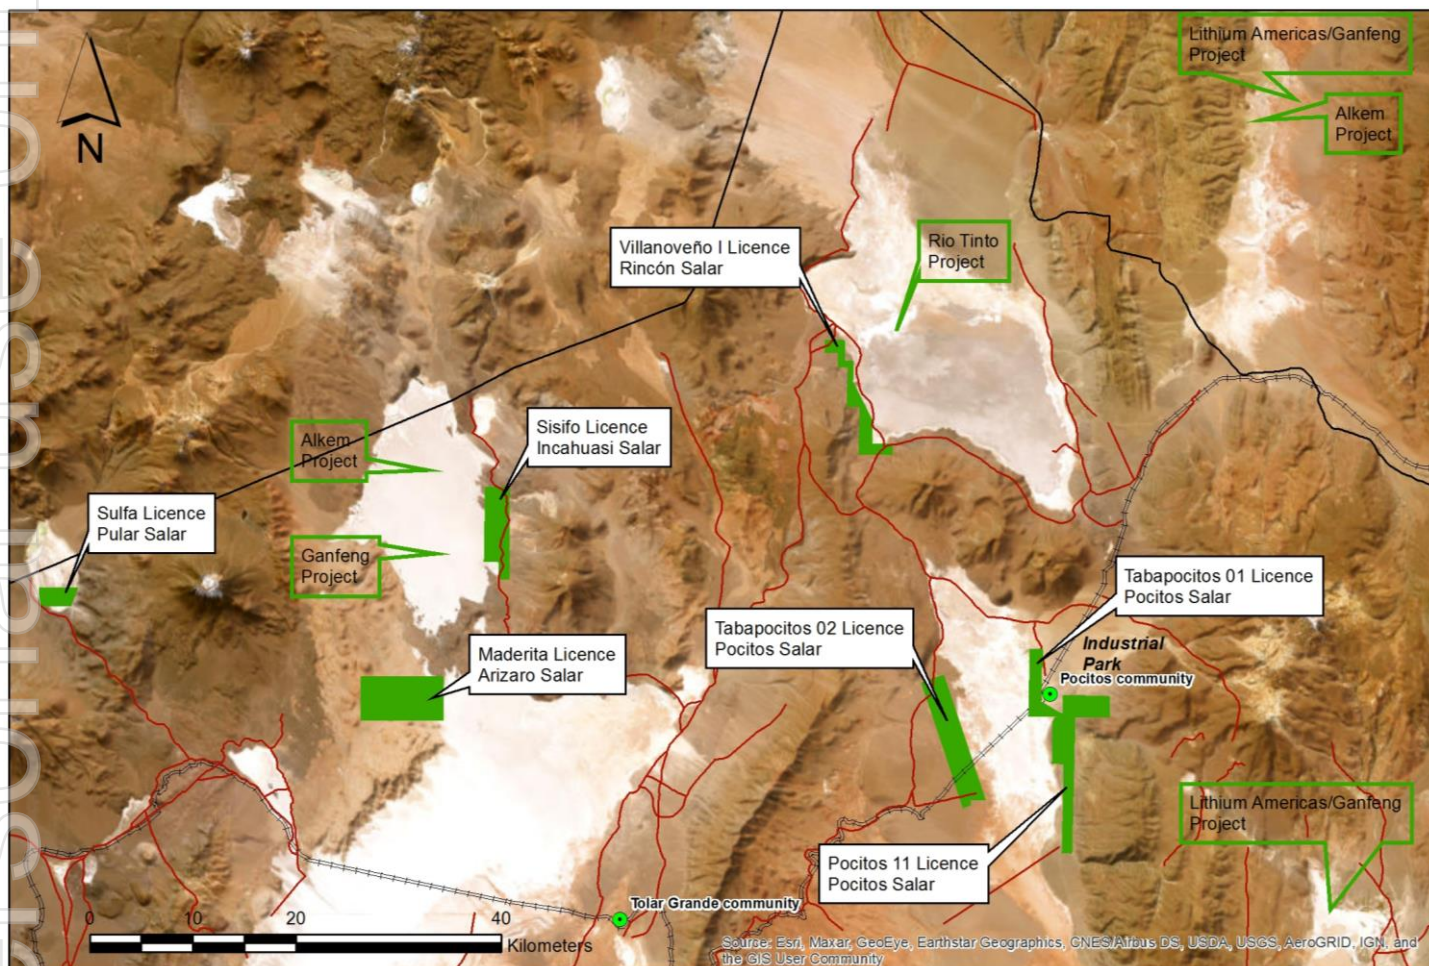 Lithium Americas/Ganfeng
Project
Alkem
Project
N
Villanoveño I Licence
Rincón Salar
Rio Tinto
Project
Alkem
Project
Sisifo Licence
Incahuasi Salar
Sulfa Licence
Pular Salar
Ganfeng
Project
Tabapocitos 01 Licence
Pocitos Salar
Tabapocitos 02 Licence
Pocitos Salar
Industrial
Park
Pocitos community
Maderita Licence
Arizaro Salar
Lithium Americas/Ganfeng
Project
Pocitos 11 Licence
Pocitos Salar
Tolar Grande community
0 10 20 40
Kilometers
Source: Esri, Maxar, GeoEye, Earthstar Geographics, CNES/Airbus DS, USDA, USGS, AeroGRID, IGN, and
the GIS User Community